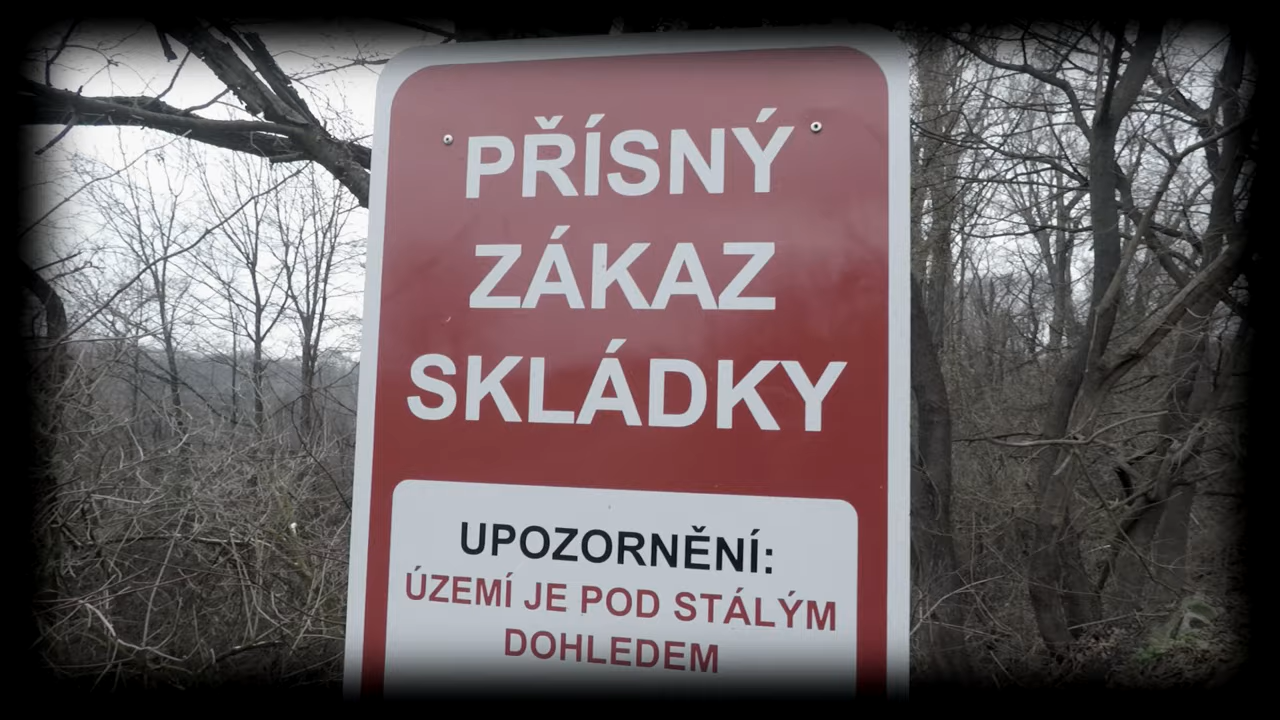 PŘÍSNÝ
ZÁKAZ
SKLÁDKY
UPOZORNĚNÍ:
ÚZEMÍ JE POD STÁLÝM
DOHLEDEM